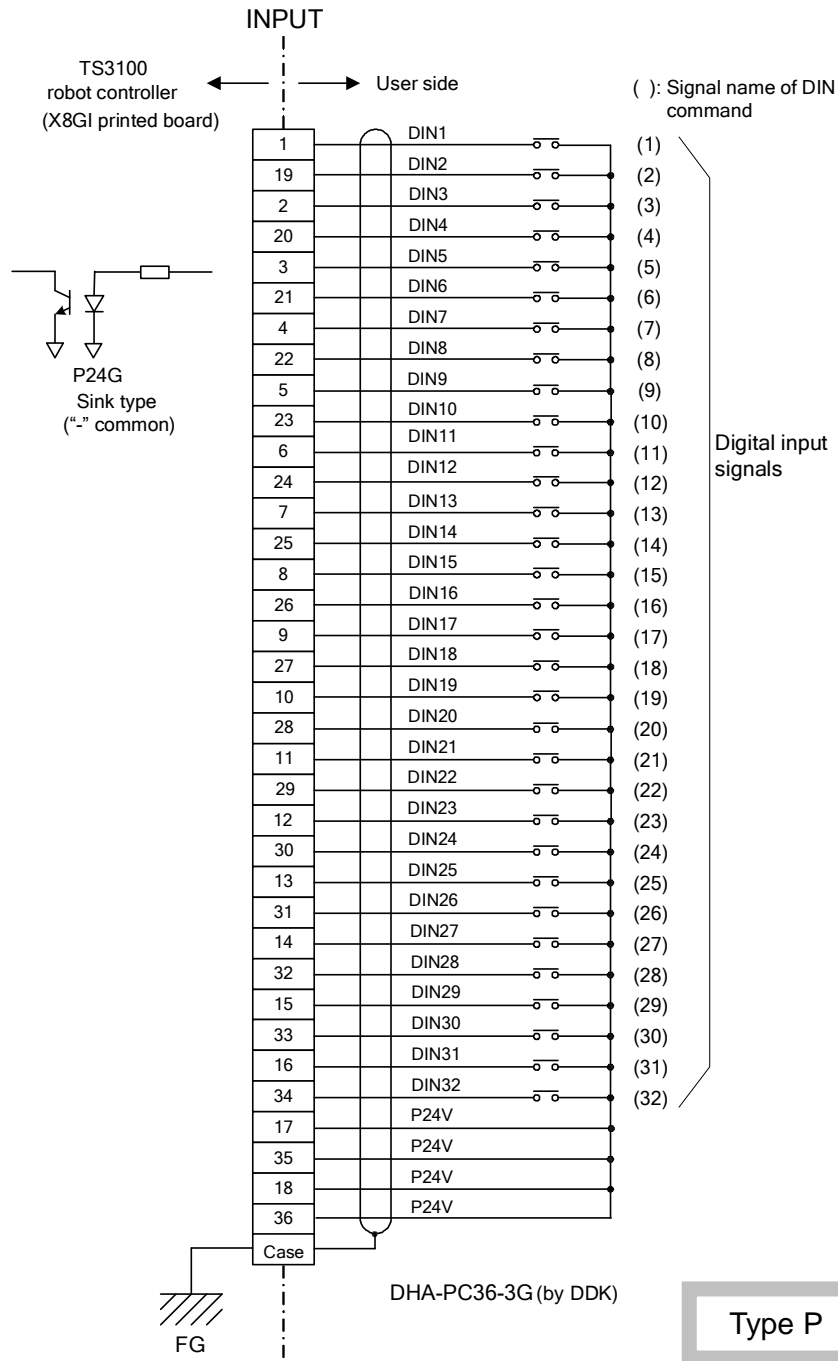 INPUT
TS3100
robot controller
(X8GI printed board)
User side
( ): Signal name of DIN
command
1 DIN1 (1)
19 DIN2 (2)
2 DIN3 (3)
20 DIN4 (4)
3 DIN5 (5)
21 DIN6 (6)
4 DIN7 (7)
22 DIN8 (8)
5 DIN9 (9)
23 DIN10 (10)
6 DIN11 (11)
24 DIN12 (12)
7 DIN13 (13)
25 DIN14 (14)
8 DIN15 (15)
26 DIN16 (16)
9 DIN17 (17)
27 DIN18 (18)
10 DIN19 (19)
28 DIN20 (20)
11 DIN21 (21)
29 DIN22 (22)
12 DIN23 (23)
30 DIN24 (24)
13 DIN25 (25)
31 DIN26 (26)
14 DIN27 (27)
32 DIN28 (28)
15 DIN29 (29)
33 DIN30 (30)
16 DIN31 (31)
34 DIN32 (32)
17 P24V
35 P24V
18 P24V
36 P24V
Case
P24G
Sink type
(“-” common)
Digital input
signals
FG
DHA-PC36-3G (by DDK)
Type P